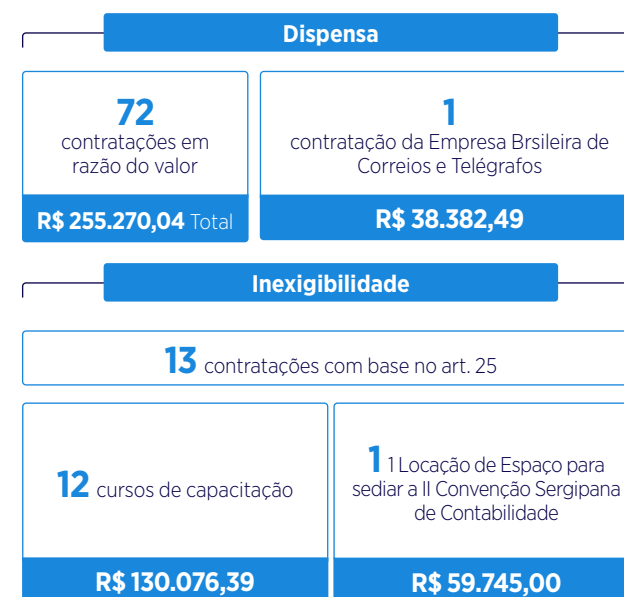 Dispensa
72
contratações em
razão do valor
R$ 255.270,04 Total
1
contratação da Empresa Brsileira de
Correios e Telégrafos
R$ 38.382,49
Inexigibilidade
13 contratações com base no art. 25
12 cursos de capacitação
R$ 130.076,39
1 1 Locação de Espaço para
sediar a II Convenção Sergipana
de Contabilidade
R$ 59.745,00